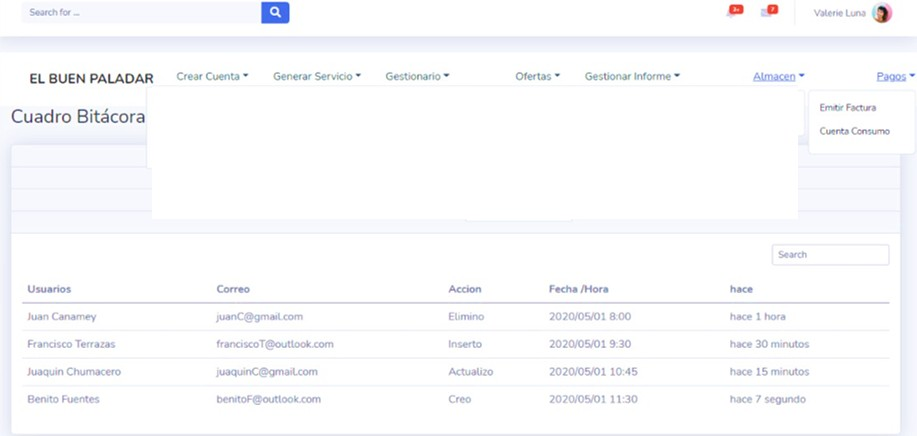 Search for ...
3+ 7 Valerie Luna
EL BUEN PALADAR Crear Cuenta Generar Servicio Gestionario Ofertas Gestionar Informe Almacen Pagos
Emitir Factura
Cuadro Bitácora
Cuenta Consumo
Search
Usuarios Correo Accion Fecha /Hora hace
Juan Canamey juanC@gmail.com Elimino 2020/05/01 8:00 hace 1 hora
Francisco Terrazas franciscoT@outlook.com Inserto 2020/05/01 9:30 hace 30 minutos
Juaquin Chumacero juaquinC@gmail.com Actualizo 2020/05/01 10:45 hace 15 minutos
Benito Fuentes benitoF@outlook.com Creo 2020/05/01 11:30 hace 7 segundo